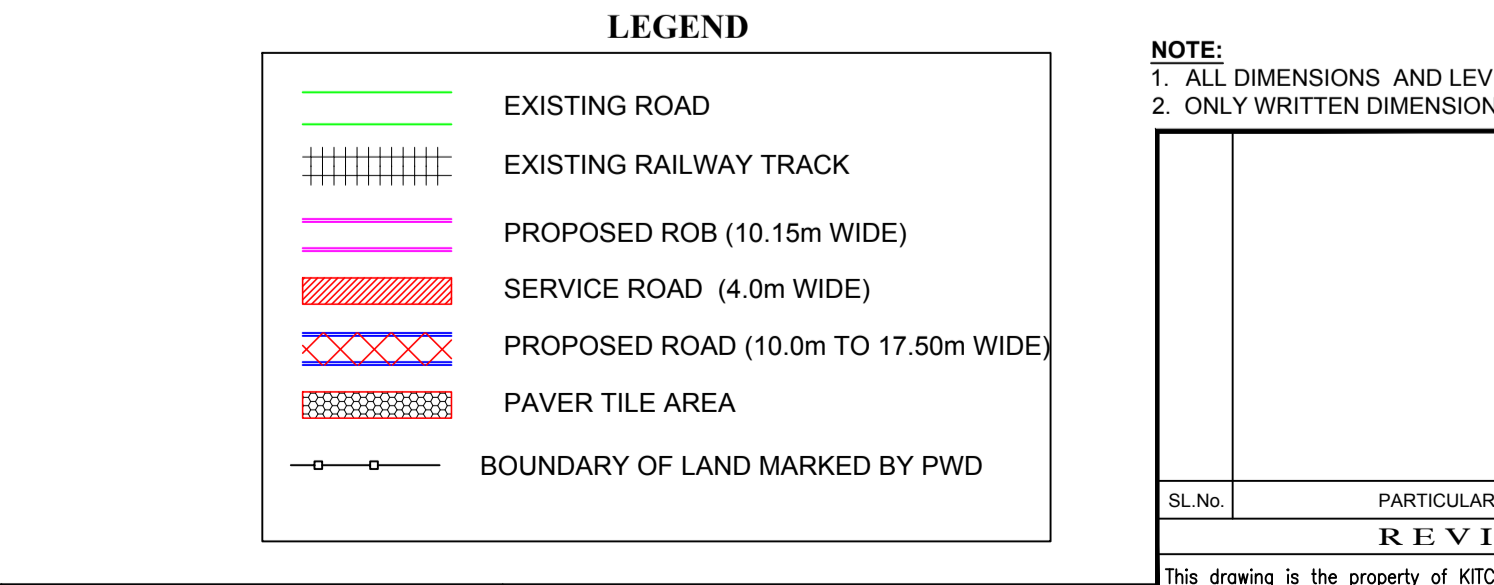 LEGEND
EXISTING ROAD
EXISTING RAILWAY TRACK
PROPOSED ROB (10.15m WIDE)
SERVICE ROAD (4.0m WIDE)
PROPOSED ROAD (10.0m TO 17.50m WIDE)
PAVER TILE AREA
BOUNDARY OF LAND MARKED BY PWD
NOTE:
1. ALL DIMENSIONS AND LEV
2. ONLY WRITTEN DIMENSION
SL.No. PARTICULAR
REVI
This drawing is the property of KITC